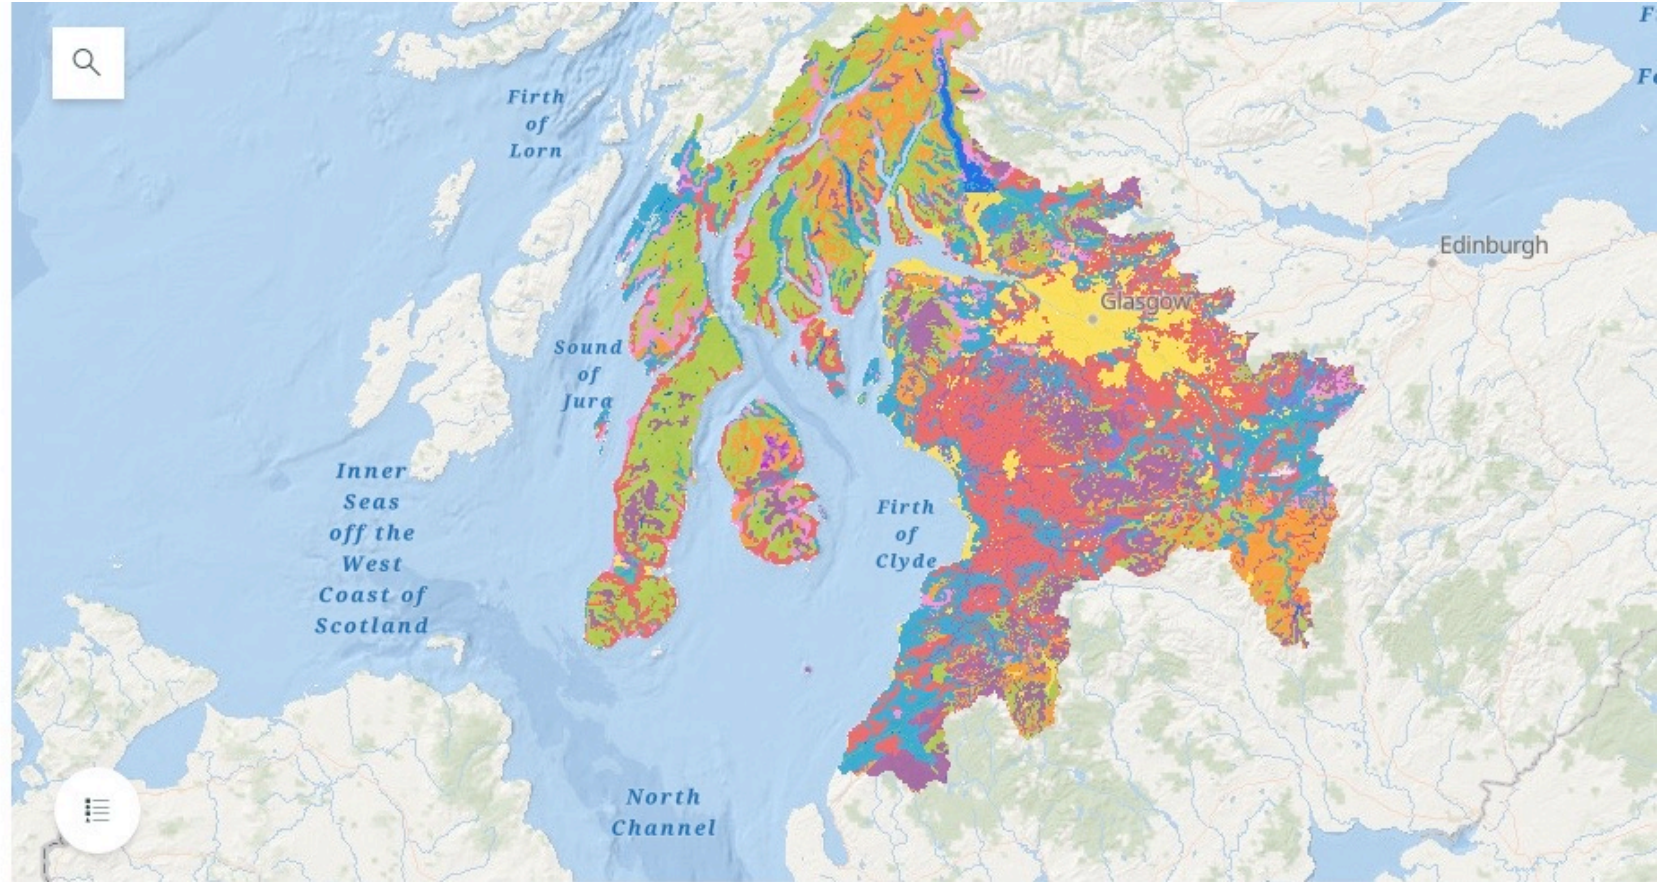 F
Fo
Firth
of
Lorn
Edinburgh
Glasgow
Sound
of
Jura
Inner
Seas
off the
West
Coast of
Scotland
Firth
of
Clyde
North
Channel